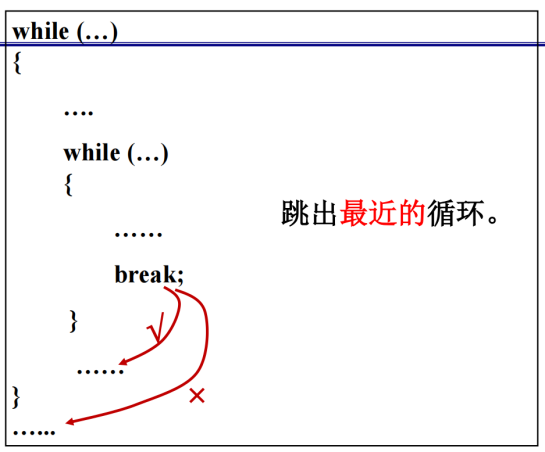 while (…)
{
….
while (…)
{
跳出最近的循环。
……
break;
}
√
……
}
×
…...